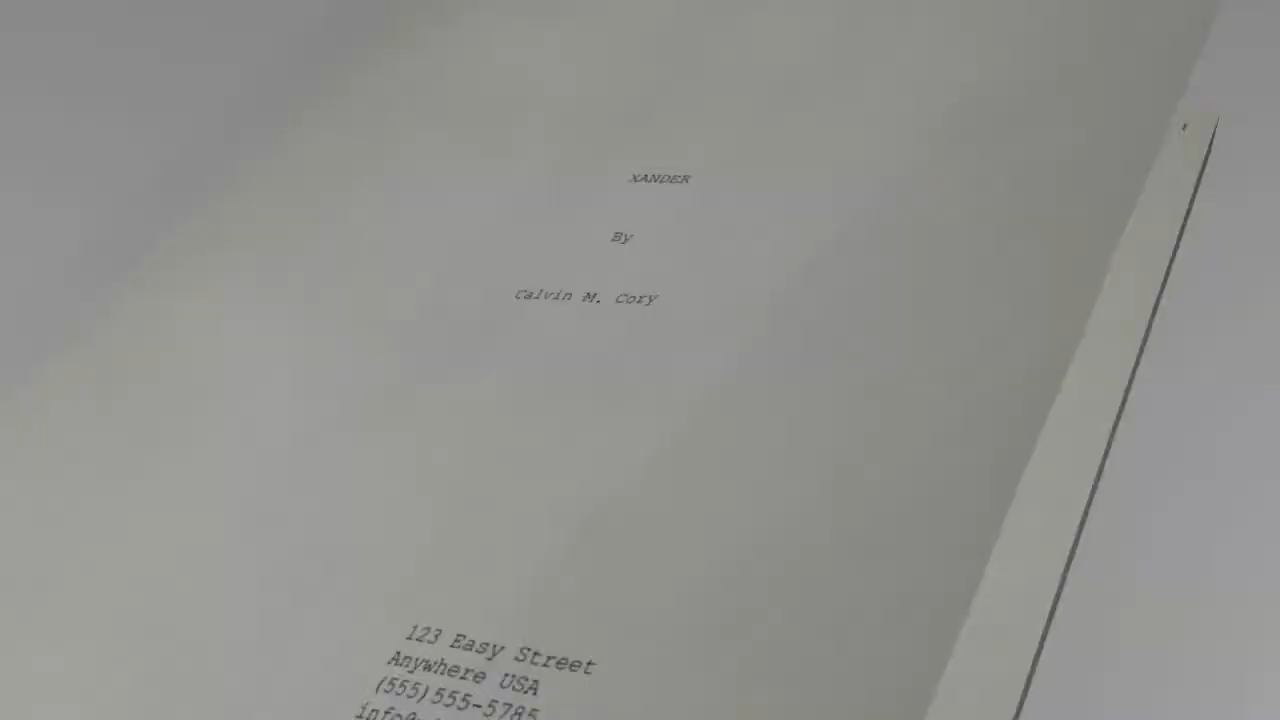 XANDER
By
Calvin M. Cory
123 Easy Street
Anywhere USA
(555)555-5785